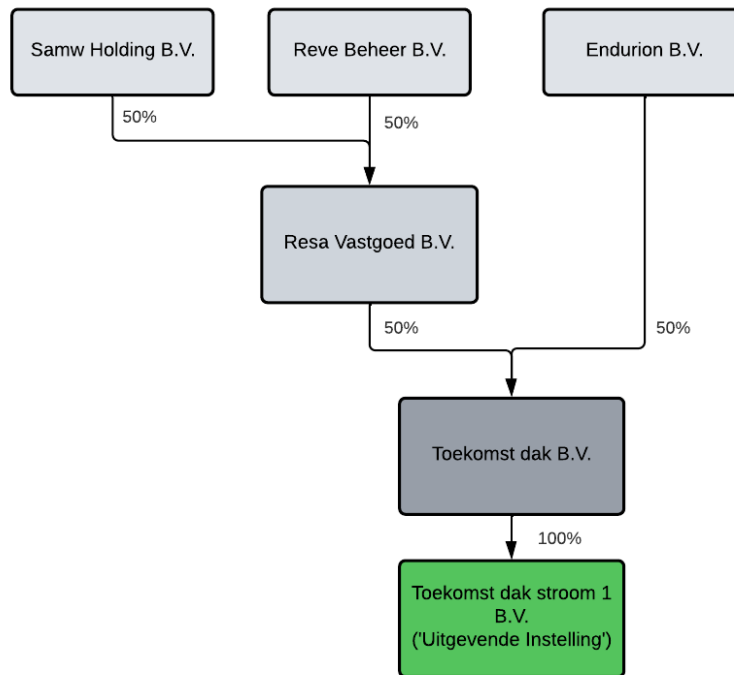 Samw Holding B.V.
Reve Beheer B.V.
Endurion B.V.
50%
50%
Resa Vastgoed B.V.
50%
50%
Toekomst dak B.V.
100%
Toekomst dak stroom 1
B.V.
('Uitgevende Instelling')